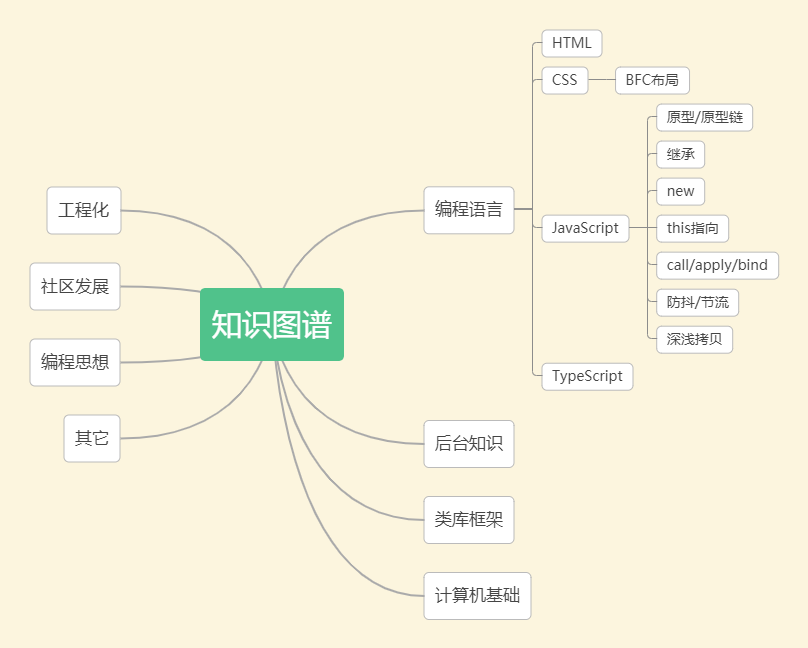 知识图谱
编程语言
HTML
CSS
BFC布局
JavaScript
原型/原型链
继承
new
this指向
call/apply/bind
防抖/节流
深浅拷贝
TypeScript
后台知识
类库框架
计算机基础
工程化
社区发展
编程思想
其它